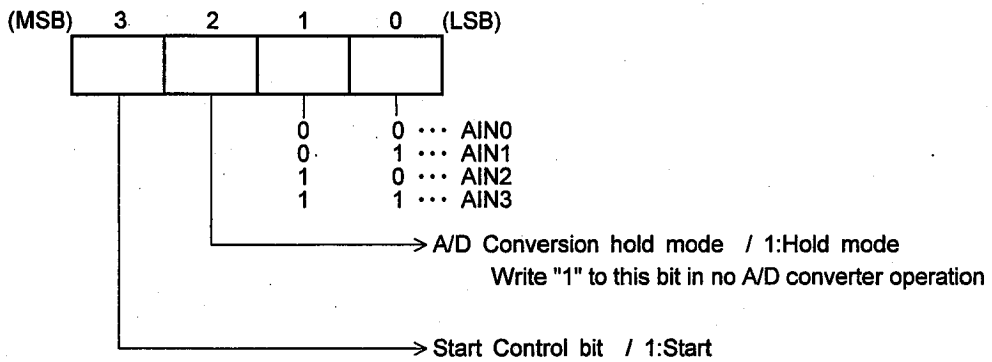 (MSB) 3 2 1 0 (LSB)
0 0 ··· AIN0
0 1 ··· AIN1
1 0 ··· AIN2
1 1 ··· AIN3
A/D Conversion hold mode / 1:Hold mode
Write "1" to this bit in no A/D converter operation
Start Control bit / 1:Start